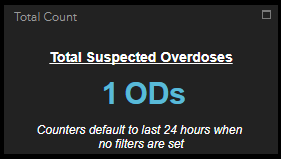 Total Count
Total Suspected Overdoses
1 ODs
Counters default to last 24 hours when
no filters are set